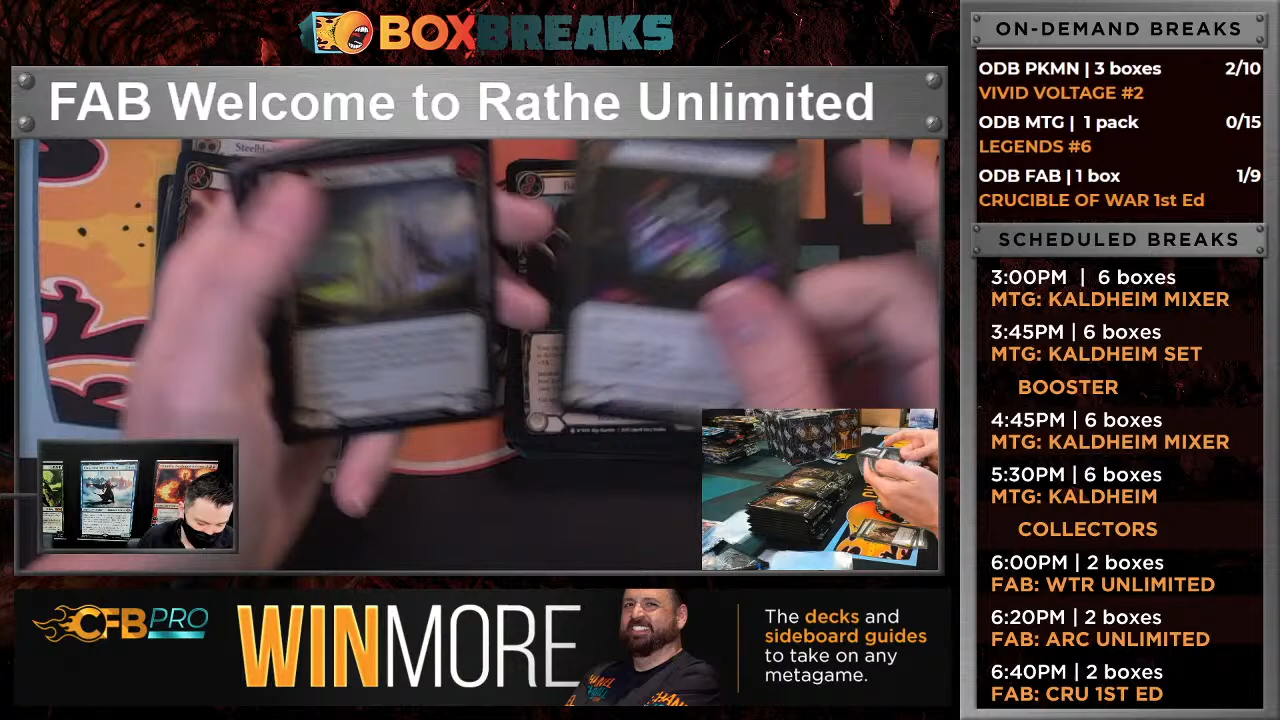 BOXBREAKS
FAB Welcome to Rathe Unlimited
ON-DEMAND BREAKS
ODB PKMN | 3 boxes 2/10
VIVID VOLTAGE #2
ODB MTG | 1 pack 0/15
LEGENDS #6
ODB FAB | 1 box 1/9
CRUCIBLE OF WAR 1st Ed
SCHEDULED BREAKS
3:00PM | 6 boxes
MTG: KALDHEIM MIXER
3:45PM | 6 boxes
MTG: KALDHEIM SET
BOOSTER
4:45PM | 6 boxes
MTG: KALDHEIM MIXER
5:30PM | 6 boxes
MTG: KALDHEIM
COLLECTORS
6:00PM | 2 boxes
FAB: WTR UNLIMITED
6:20PM | 2 boxes
FAB: ARC UNLIMITED
6:40PM | 2 boxes
FAB: CRU 1ST ED
CFB PRO
WINMORE
The decks and
sideboard guides
to take on any
metagame.